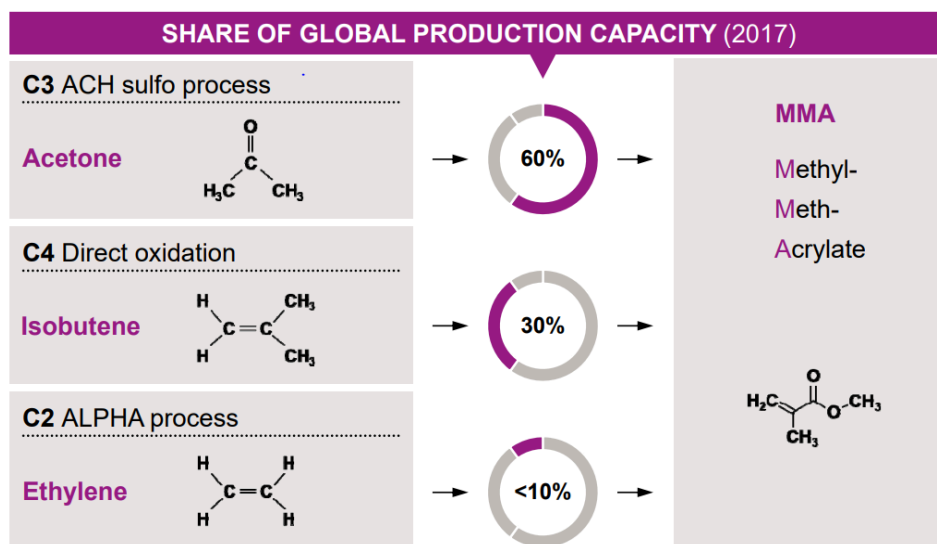 SHARE OF GLOBAL PRODUCTION CAPACITY (2017)
C3 ACH sulfo process
Acetone
O
C
H₃C CH₃
60%
C4 Direct oxidation
Isobutene
H CH₃
C=C
H CH₃
30%
C2 ALPHA process
Ethylene
H H
C=C
H H
<10%
MMA
Methyl-
Meth-
Acrylate
O
H₂C O CH₃
CH₃